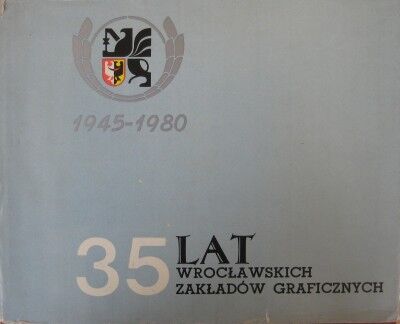 1945-1980
35 LAT
WROCŁAWSKICH
ZAKŁADÓW GRAFICZNYCH